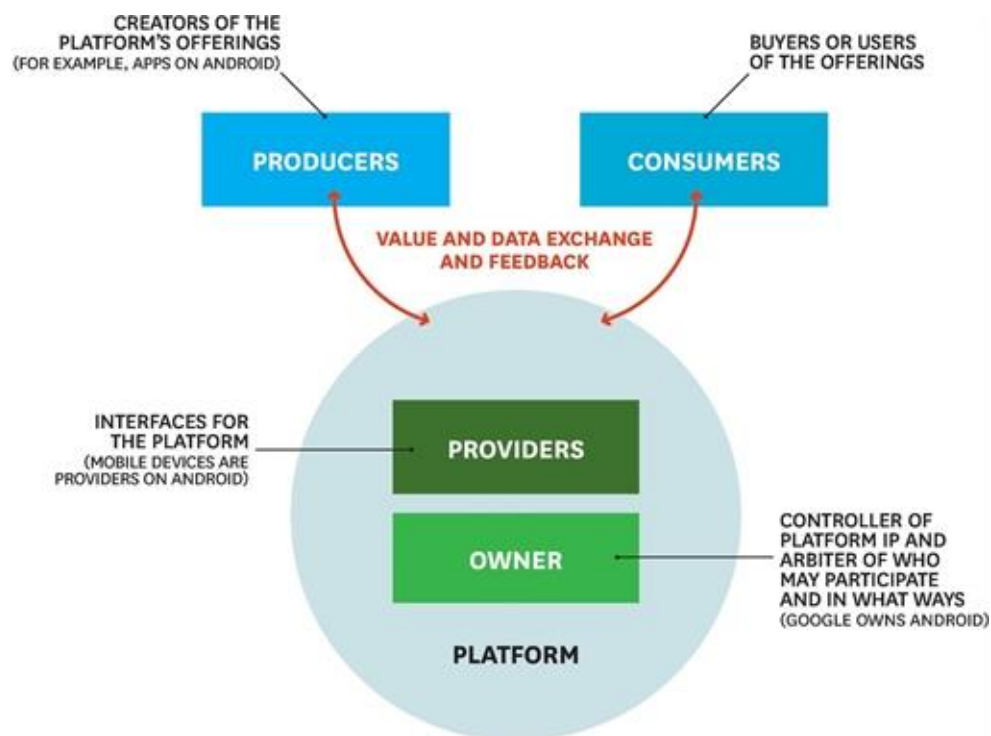 CREATORS OF THE
PLATFORM'S OFFERINGS
(FOR EXAMPLE, APPS ON ANDROID)
BUYERS OR USERS
OF THE OFFERINGS
PRODUCERS
CONSUMERS
VALUE AND DATA EXCHANGE
AND FEEDBACK
INTERFACES FOR
THE PLATFORM
(MOBILE DEVICES ARE
PROVIDERS ON ANDROID)
PROVIDERS
OWNER
CONTROLLER OF
PLATFORM IP AND
ARBITER OF WHO
MAY PARTICIPATE
AND IN WHAT WAYS
(GOOGLE OWNS ANDROID)
PLATFORM